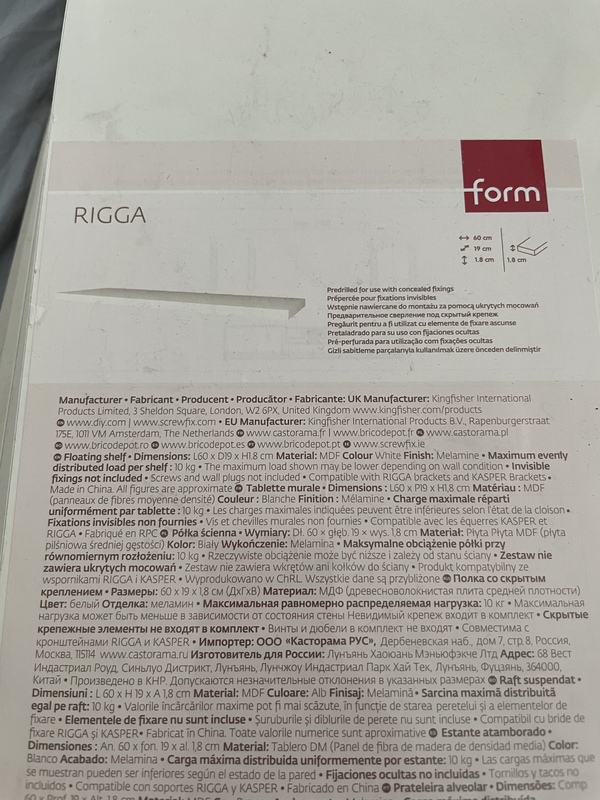 form
RIGGA
60 cm
19 cm
1.8 cm
1.8 cm
Predrilled for use with concealed fixings
Prépercée pour fixations invisibles
Wstępnie nawiercane do montażu za pomocą ukrytych mocowań
Предварительное сверление под скрытый крепеж
Pregăurit pentru a fi utilizat cu elemente de fixare ascunse
Pretaladrado para su uso con fijaciones ocultas
Pré-perfurada para utilização com fixações ocultas
Gizli sabitleme parçalarıyla kullanılmak üzere önceden delinmiştir
Manufacturer • Fabricant • Producent • Producător • Fabricante: UK Manufacturer: Kingfisher International
Products Limited, 3 Sheldon Square, London, W2 6PX, United Kingdom www.kingfisher.com/products
www.diy.com | www.screwfix.com • EU Manufacturer: Kingfisher International Products B.V., Rapenburgerstraat
175E, 1011 VM Amsterdam, The Netherlands www.castorama.fr | www.bricodepot.fr www.castorama.pl
www.bricodepot.ro www.bricodepot.es www.bricodepot.pt www.screwfix.ie
Floating shelf • Dimensions: L60 x D19 x H1.8 cm Material: MDF Colour White Finish: Melamine • Maximum evenly
distributed load per shelf : 10 kg • The maximum load shown may be lower depending on wall condition • Invisible
fixings not included • Screws and wall plugs not included • Compatible with RIGGA brackets and KASPER Brackets •
Made in China. All figures are approximate Tablette murale • Dimensions : L60 x P19 x H1,8 cm Matériau : MDF
(panneaux de fibres moyenne densité) Couleur : Blanche Finition : Mélamine • Charge maximale réparti
uniformément par tablette : 10 kg • Les charges maximales indiquées peuvent être inférieures selon l'état de la cloison •
Fixations invisibles non fournies • Vis et chevilles murales non fournies • Compatible avec les équerres KASPER et
RIGGA • Fabriqué en RPC Półka ścienna • Wymiary: Dł. 60 × głęb. 19 × wys. 1,8 cm Materiał: Płyta Płyta MDF (płyta
pilśniowa średniej gęstości) Kolor: Biały Wykończenie: Melamina • Maksymalne obciążenie półki przy
równomiernym rozłożeniu: 10 kg • Rzeczywiste obciążenie może być niższe i zależy od stanu ściany • Zestaw nie
zawiera ukrytych mocowań • Zestaw nie zawiera wkrętów ani kołków do ściany • Produkt kompatybilny ze
wspornikami RIGGA i KASPER • Wyprodukowano w ChRL. Wszystkie dane są przybliżone Полка со скрытым
креплением • Размеры: 60 x 19 x 1,8 см (ДхГхВ) Материал: МДФ (древесноволокнистая плита средней плотности)
Цвет: белый Отделка: меламин • Максимальная равномерно распределяемая нагрузка: 10 кг • Максимальная
нагрузка может быть меньше в зависимости от состояния стены Невидимый крепеж входит в комплект • Скрытые
крепежные элементы не входят в комплект • Винты и дюбели в комплект не входят • Совместима с
кронштейнами RIGGA и KASPER • Импортер: ООО «Касторама РУС», Дербеневская наб., дом 7, стр. 8, Россия,
Москва, 115114 www.castorama.ru Изготовитель для России: Лунъянь Хаоюань Мэньюфэкче Лтд Адрес: 68 Вест
Индастриал Роуд, Синьлуо Дистрикт, Лунъянь, Лунчжоу Индастриал Парк Хай Тек, Лунъянь, Фуцзянь, 364000,
Китай • Произведено в КНР. Допускаются незначительные отклонения в указанных размерах Raft suspendat •
Dimensiuni : L 60 x H 19 x A 1,8 cm Material: MDF Culoare: Alb Finisaj: Melamină • Sarcina maximă distribuită
egal pe raft: 10 kg • Valorile încărcărilor maxime pot fi mai scăzute, în funcție de starea peretelui și a elementelor de
fixare • Elementele de fixare nu sunt incluse • Șuruburile și diblurile de perete nu sunt incluse • Compatibil cu bride de
fixare RIGGA și KASPER• Fabricat în China. Toate valorile numerice sunt aproximative Estante atamborado •
Dimensiones : An. 60 x fon. 19 x al. 1,8 cm Material: Tablero DM (Panel de fibra de madera de densidad media) Color:
Blanco Acabado: Melamina • Carga máxima distribuida uniformemente por estante: 10 kg • Las cargas máximas que
se muestran pueden ser inferiores según el estado de la pared • Fijaciones ocultas no incluidas • Tornillos y tacos no
incluidos • Compatible con soportes RIGGA y KASPER • Fabricado en China Prateleira alveolar • Dimensões: Comp
60 x Prof. 19 x Alt. 1,8 cm